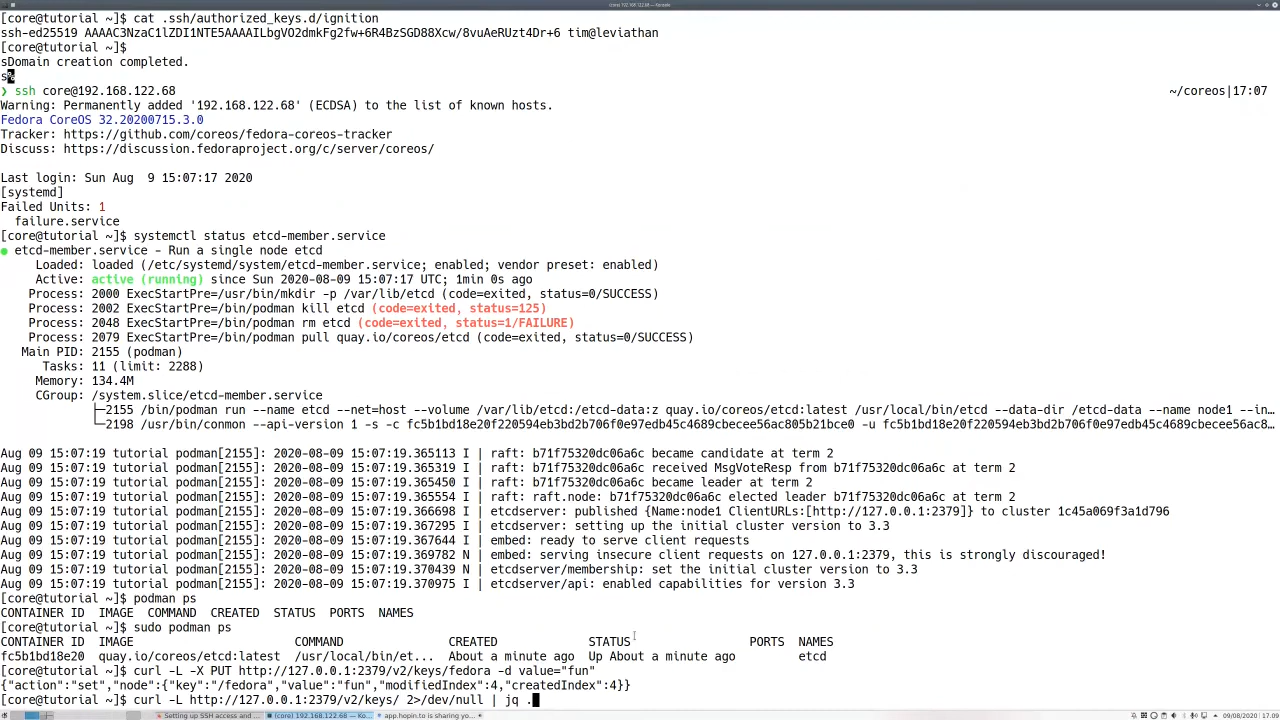 (core) 192.168.122.68 — Konsole
[core@tutorial ~]$ cat .ssh/authorized_keys.d/ignition
ssh-ed25519 AAAAC3NzaC1lZDI1NTE5AAAAILbgVO2dmkFg2fw+6R4BzSGD88Xcw/8vuAeRUzt4Dr+6 tim@leviathan
[core@tutorial ~]$
sDomain creation completed.
s%
❯ ssh core@192.168.122.68 ~/coreos|17:07
Warning: Permanently added '192.168.122.68' (ECDSA) to the list of known hosts.
Fedora CoreOS 32.20200715.3.0
Tracker: https://github.com/coreos/fedora-coreos-tracker
Discuss: https://discussion.fedoraproject.org/c/server/coreos/
Last login: Sun Aug  9 15:07:17 2020
[systemd]
Failed Units: 1
  failure.service
[core@tutorial ~]$ systemctl status etcd-member.service
● etcd-member.service - Run a single node etcd
Loaded: loaded (/etc/systemd/system/etcd-member.service; enabled; vendor preset: enabled)
Active: active (running) since Sun 2020-08-09 15:07:17 UTC; 1min 0s ago
Process: 2000 ExecStartPre=/usr/bin/mkdir -p /var/lib/etcd (code=exited, status=0/SUCCESS)
Process: 2002 ExecStartPre=/bin/podman kill etcd (code=exited, status=125)
Process: 2048 ExecStartPre=/bin/podman rm etcd (code=exited, status=1/FAILURE)
Process: 2079 ExecStartPre=/bin/podman pull quay.io/coreos/etcd (code=exited, status=0/SUCCESS)
Main PID: 2155 (podman)
Tasks: 11 (limit: 2288)
Memory: 134.4M
CGroup: /system.slice/etcd-member.service
├─2155 /bin/podman run --name etcd --net=host --volume /var/lib/etcd:/etcd-data:z quay.io/coreos/etcd:latest /usr/local/bin/etcd --data-dir /etcd-data --name node1 --in…
└─2198 /usr/bin/conmon --api-version 1 -s -c fc5b1bd18e20f220594eb3bd2b706f0e97edb45c4689cbecee56ac805b21bce0 -u fc5b1bd18e20f220594eb3bd2b706f0e97edb45c4689cbecee56ac8…
Aug 09 15:07:19 tutorial podman[2155]: 2020-08-09 15:07:19.365113 I | raft: b71f75320dc06a6c became candidate at term 2
Aug 09 15:07:19 tutorial podman[2155]: 2020-08-09 15:07:19.365319 I | raft: b71f75320dc06a6c received MsgVoteResp from b71f75320dc06a6c at term 2
Aug 09 15:07:19 tutorial podman[2155]: 2020-08-09 15:07:19.365450 I | raft: b71f75320dc06a6c became leader at term 2
Aug 09 15:07:19 tutorial podman[2155]: 2020-08-09 15:07:19.365554 I | raft: raft.node: b71f75320dc06a6c elected leader b71f75320dc06a6c at term 2
Aug 09 15:07:19 tutorial podman[2155]: 2020-08-09 15:07:19.366698 I | etcdserver: published {Name:node1 ClientURLs:[http://127.0.0.1:2379]} to cluster 1c45a069f3a1d796
Aug 09 15:07:19 tutorial podman[2155]: 2020-08-09 15:07:19.367295 I | etcdserver: setting up the initial cluster version to 3.3
Aug 09 15:07:19 tutorial podman[2155]: 2020-08-09 15:07:19.367644 I | embed: ready to serve client requests
Aug 09 15:07:19 tutorial podman[2155]: 2020-08-09 15:07:19.369782 N | embed: serving insecure client requests on 127.0.0.1:2379, this is strongly discouraged!
Aug 09 15:07:19 tutorial podman[2155]: 2020-08-09 15:07:19.370439 N | etcdserver/membership: set the initial cluster version to 3.3
Aug 09 15:07:19 tutorial podman[2155]: 2020-08-09 15:07:19.370975 I | etcdserver/api: enabled capabilities for version 3.3
[core@tutorial ~]$ podman ps
CONTAINER ID  IMAGE  COMMAND  CREATED  STATUS  PORTS  NAMES
[core@tutorial ~]$ sudo podman ps
CONTAINER ID  IMAGE  COMMAND  CREATED  STATUS  PORTS  NAMES
fc5b1bd18e20  quay.io/coreos/etcd:latest  /usr/local/bin/et...  About a minute ago  Up About a minute ago  etcd
[core@tutorial ~]$ curl -L -X PUT http://127.0.0.1:2379/v2/keys/fedora -d value="fun"
{"action":"set","node":{"key":"/fedora","value":"fun","modifiedIndex":4,"createdIndex":4}}
[core@tutorial ~]$ curl -L http://127.0.0.1:2379/v2/keys/ 2>/dev/null | jq .
Setting up SSH access and ... (core) 192.168.122.68 — Ko... app.hopin.to is sharing yo... 09/08/2020 17.09